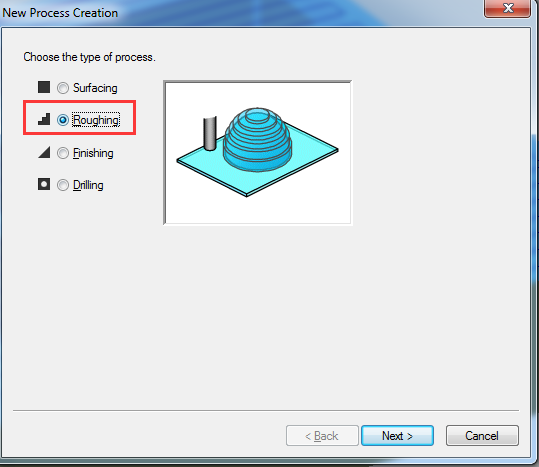 New Process Creation
Choose the type of process.
Surfacing
Roughing
Finishing
Drilling
< Back
Next >
Cancel